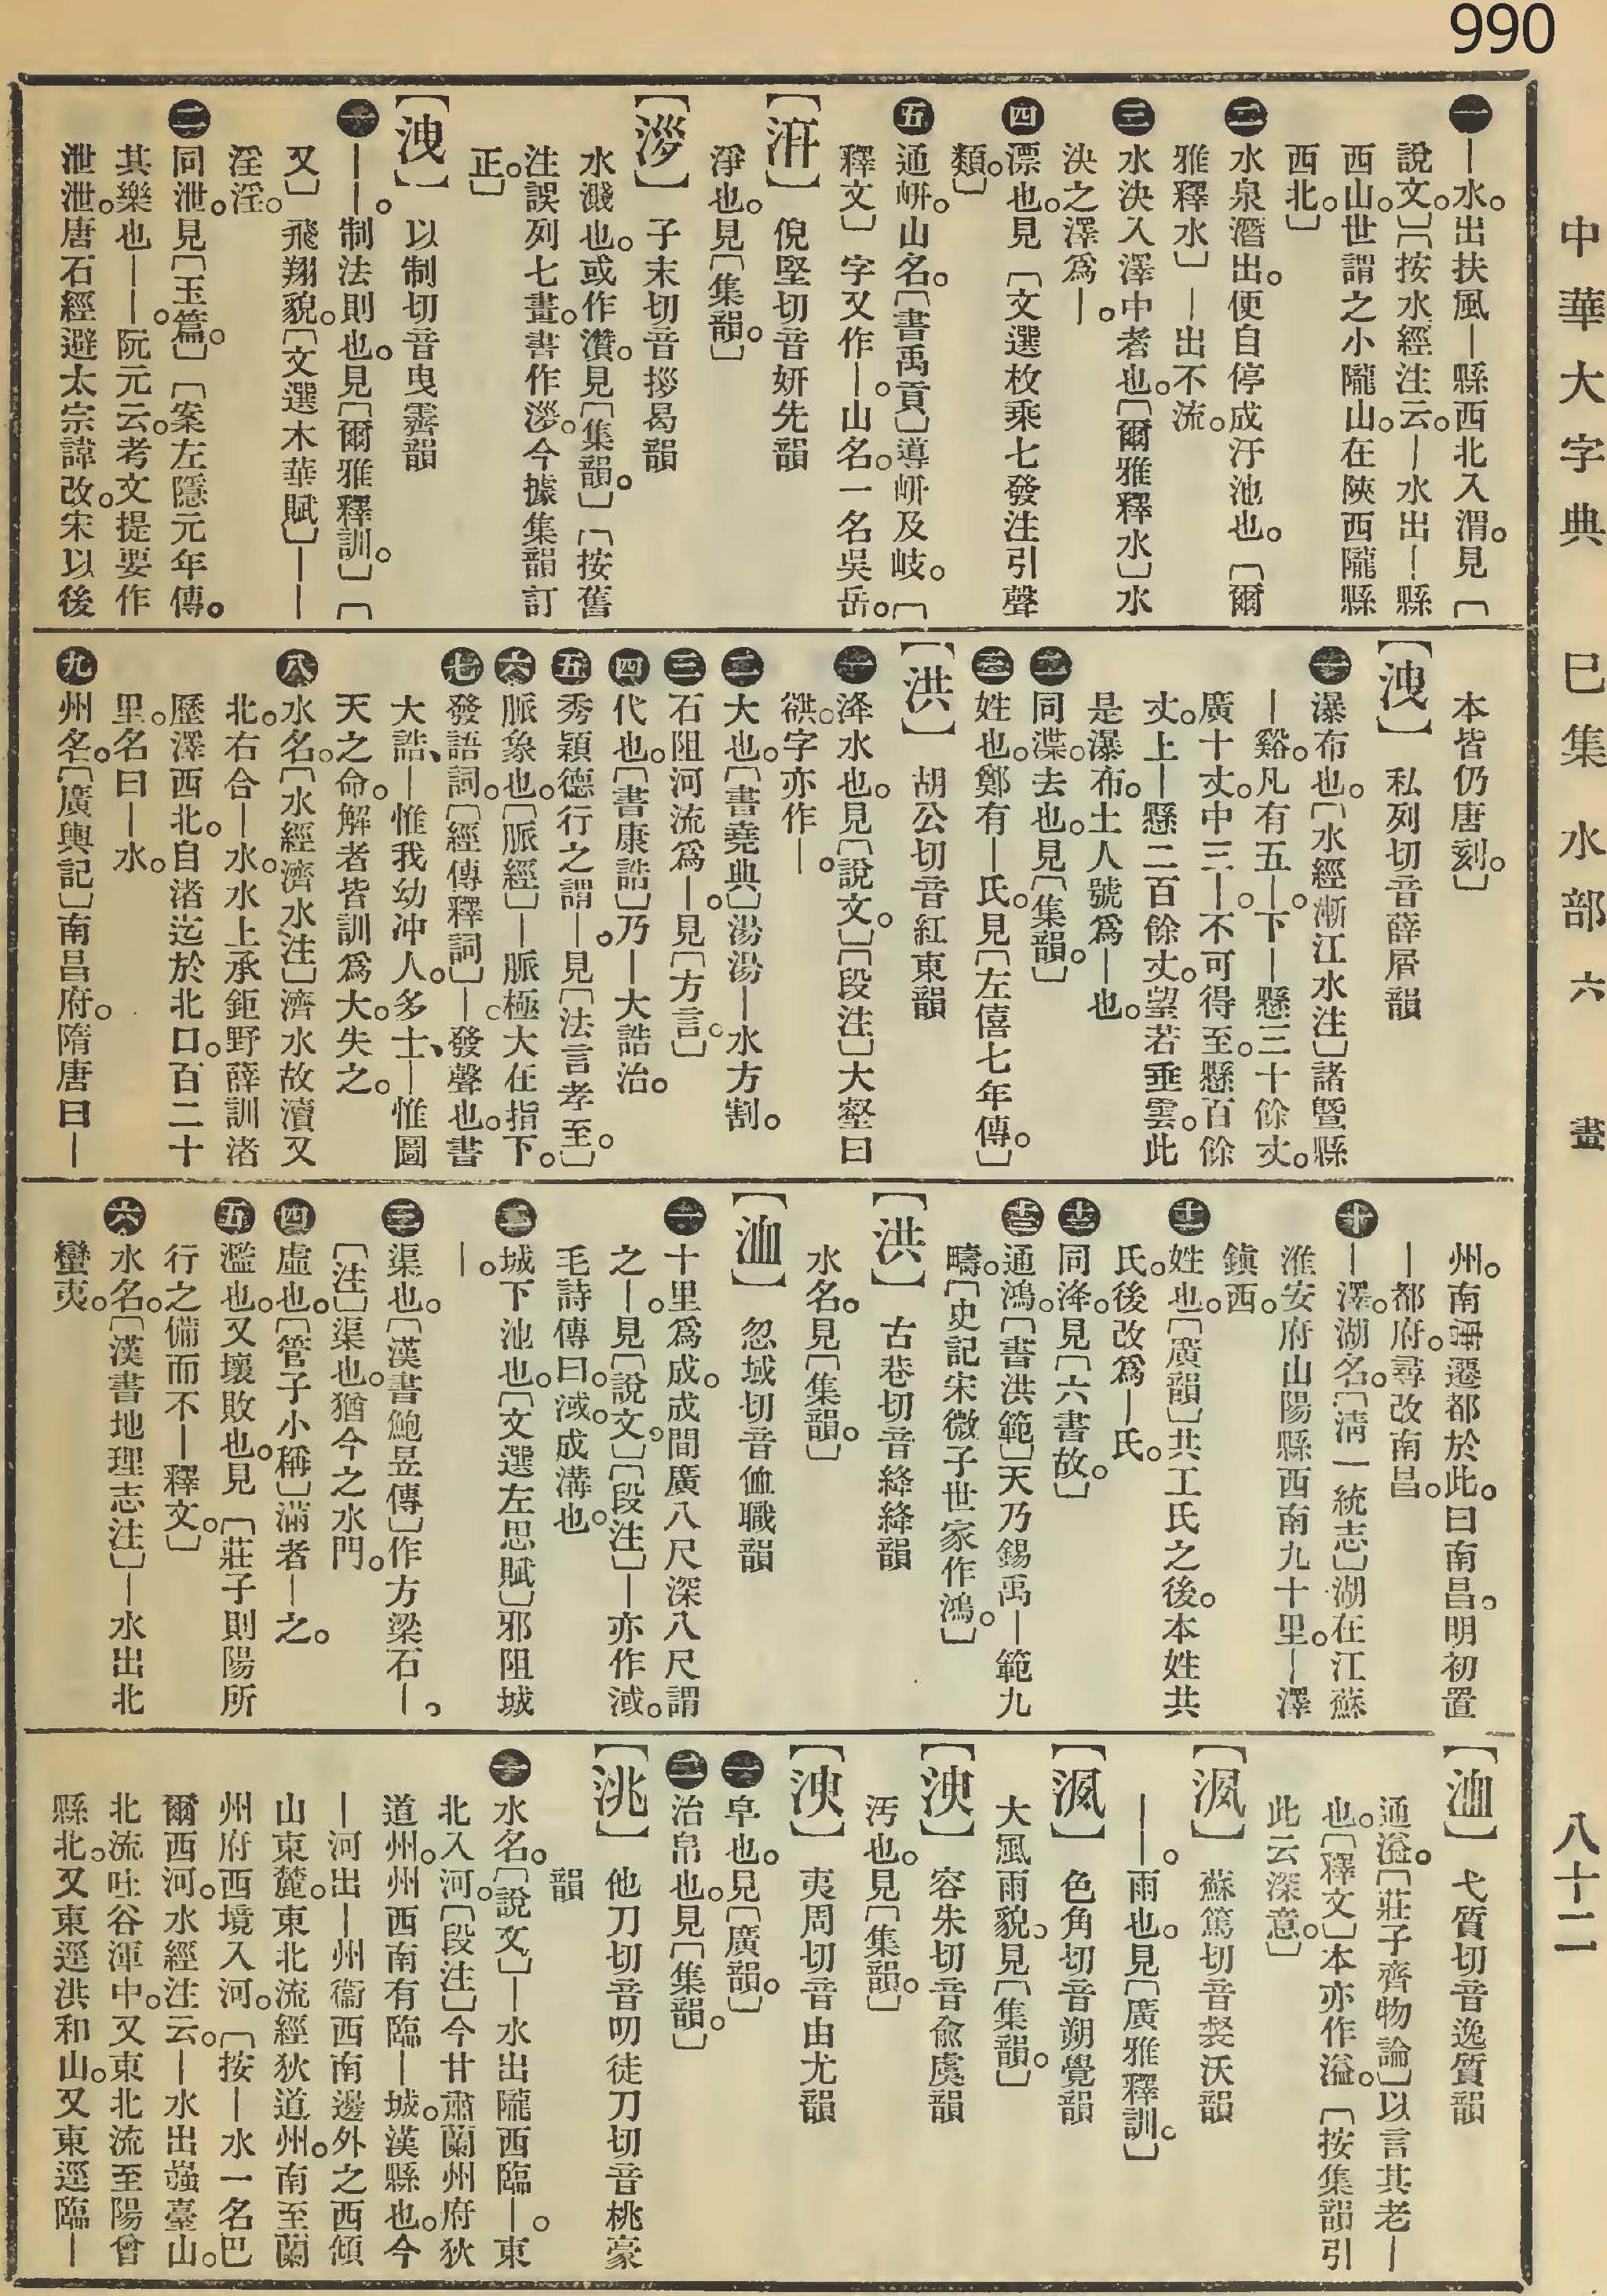 990
中華大字典　巳集　水部　六畫　八十二
㊀｜水。出扶風｜縣西北入渭。見〔
說文。〕〔按水經注云。｜水出｜縣
西山。世謂之小隴山。在陝西隴縣
西北。〕
㊁水泉潛出。便自停成汙池也。〔爾
雅釋水〕｜出不流。
㊂水決入澤中者也。〔爾雅釋水〕水
決之澤爲｜。
㊃漂也。見〔文選枚乘七發注引聲
類。〕
㊄通岍。山名。〔書禹貢〕導岍及岐。〔
釋文〕字又作｜。山名。一名吳岳。
【汧】倪堅切音妍先韻
淨也。見〔集韻。〕
【㳨】子末切音拶曷韻
水濺也。或作灒。見〔集韻。〕〔按舊
注誤列七畫。書作㳨。今據集韻訂
正。〕
【洩】以制切音曳霽韻
㊀｜｜。制法則也。見〔爾雅釋訓。〕〔
又〕飛翔貌。〔文選木華賦〕｜｜
淫淫。
㊁同泄。見〔玉篇。〕〔案左隱元年傳。
其樂也｜｜。阮元云。考文提要作
泄泄。唐石經避太宗諱改。宋以後
本皆仍唐刻。〕
【洩】私列切音薛屑韻
㊀瀑布也。〔水經漸江水注〕諸暨縣
｜谿。凡有五｜。下｜懸三十餘丈。
廣十丈。中三｜不可得至。懸百餘
丈。上｜懸二百餘丈。望若垂雲。此
是瀑布。土人號爲｜也。
㊁同渫。去也。見〔集韻。〕
㊂姓也。鄭有｜氏。見〔左僖七年傳。〕
【洪】胡公切音紅東韻
㊀洚水也。見〔說文。〕〔段注〕大壑曰
谼。字亦作｜。
㊁大也。〔書堯典〕湯湯｜水方割。
㊂石阻河流爲｜。見〔方言。〕
㊃代也。〔書康誥〕乃｜大誥治。
㊄秀穎德行之謂｜。見〔法言孝至。〕
㊅脈象也。〔脈經〕｜脈極大在指下。
㊆發語詞。〔經傳釋詞〕｜發聲也。書
大誥、｜惟我幼沖人。多士、｜惟圖
天之命。解者皆訓爲大。失之。
㊇水名。〔水經濟水注〕濟水故瀆又
北。右合｜水。水上承鉅野薛訓渚
歷澤西北。自渚迄於北口。百二十
里。名曰｜水。
㊈州名。〔廣輿記〕南昌府。隋唐曰｜
州。南𤲞遷都於此。曰南昌。明初置
｜都府。尋改南昌。
㊉｜澤。湖名。〔淸一統志〕湖在江蘇
淮安府山陽縣西南九十里。｜澤
鎮西。
⑪姓也。〔廣韻〕共工氏之後。本姓共
氏。後改爲｜氏。
⑫同洚。見〔六書故。〕
⑬通鴻。〔書洪範〕天乃錫禹｜範九
疇。〔史記宋微子世家作鴻。〕
【洪】古巷切音絳絳韻
水名。見〔集韻。〕
【洫】忽域切音侐職韻
㊀十里爲成。成間廣八尺深八尺謂
之｜。見〔說文。〕〔段注〕｜亦作淢。
毛詩傳曰。淢。成溝也。
㊁城下池也。〔文選左思賦〕邪阻城
｜。
㊂渠也。〔漢書鮑昱傳〕作方梁石｜。
〔注〕渠也。猶今之水門。
㊃虛也。〔管子小稱〕滿者｜之。
㊄濫也。又壞敗也。見〔莊子則陽所
行之備而不｜釋文。〕
㊅水名。〔漢書地理志注〕｜水出北
蠻夷。
【洫】弋質切音逸質韻
通溢。〔莊子齊物論〕以言其老｜
也。〔釋文〕本亦作溢。〔按集韻引
此云深意。〕
【洬】蘇篤切音㓸沃韻
｜｜。雨也。見〔廣雅釋訓。〕
【洬】色角切音朔覺韻
大風雨貌。見〔集韻。〕
【洩】容朱切音俞虞韻
汚也。見〔集韻。〕
【洩】夷周切音由尤韻
㊀皁也。見〔廣韻。〕
㊁治帛也。見〔集韻。〕
【洮】他刀切音叨徒刀切音桃豪
韻
㊀水名。〔說文〕｜水出隴西臨｜。東
北入河。〔段注〕今甘肅蘭州府狄
道州。州西南有臨｜城。漢縣也。今
｜河出｜州衞西南邊外之西傾
山東麓。東北流經狄道州。南至蘭
州府西境入河。〔按｜水一名巴
爾西河。水經注云。｜水出嵹臺山。
北流吐谷渾中。又東北流至陽曾
縣北。又東逕洪和山。又東逕臨｜